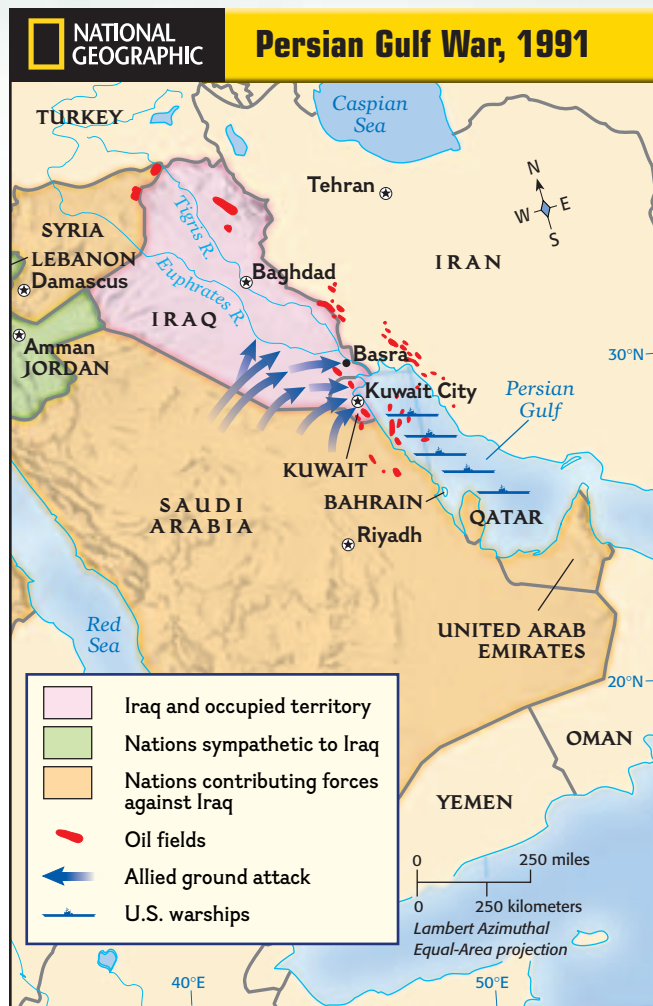 NATIONAL
GEOGRAPHIC
Persian Gulf War, 1991
Caspian
Sea
TURKEY
Tehran
N
W E
S
Tigris R.
SYRIA
LEBANON
Damascus
Baghdad
IRAN
Euphrates R.
IRAQ
Amman
JORDAN
Basra
30°N
Kuwait City
Persian
Gulf
KUWAIT
SAUDI
ARABIA
BAHRAIN
QATAR
Riyadh
Red
Sea
UNITED ARAB
EMIRATES
20°N
Iraq and occupied territory
Nations sympathetic to Iraq
Nations contributing forces
against Iraq
Oil fields
Allied ground attack
U.S. warships
OMAN
YEMEN
0 250 miles
0 250 kilometers
Lambert Azimuthal
Equal-Area projection
40°E
50°E